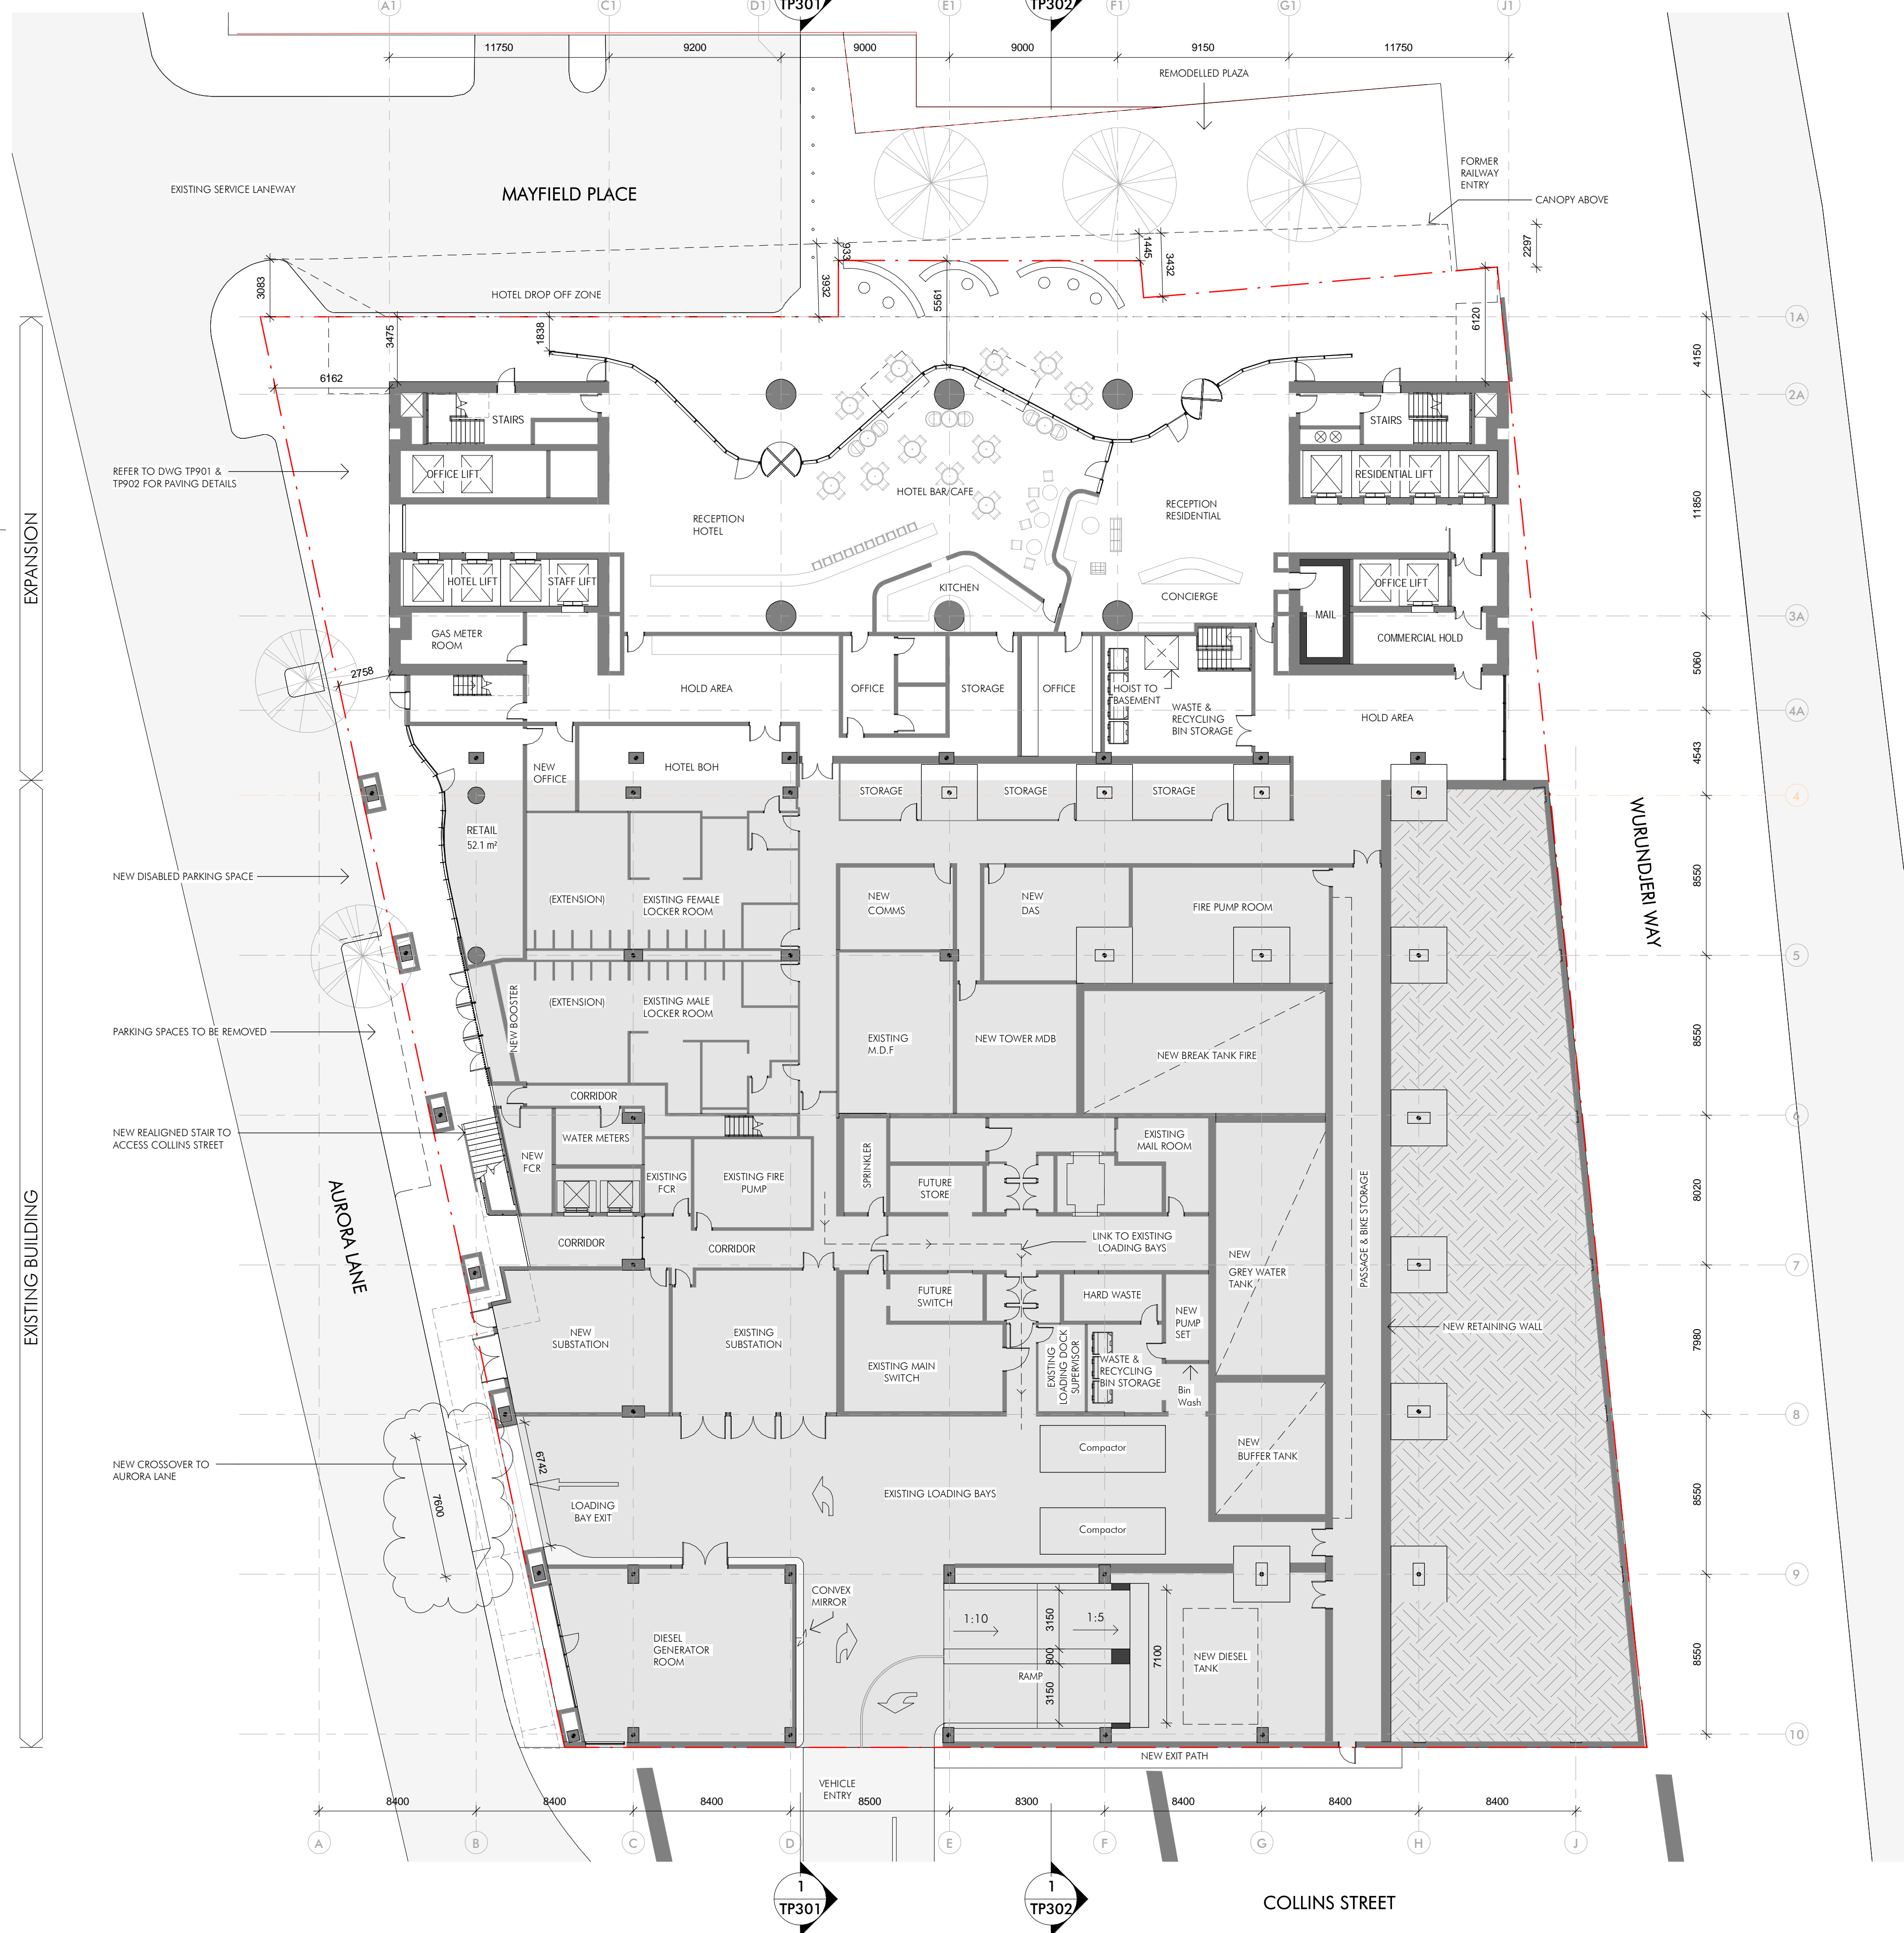 A1
C1
D1
TP301
E1
TP302
F1
G1
J1
11750
9200
9000
9000
9150
11750
REMODELLED PLAZA
EXISTING SERVICE LANEWAY
MAYFIELD PLACE
FORMER
RAILWAY
ENTRY
CANOPY ABOVE
933
1445
3432
2297
3083
HOTEL DROP OFF ZONE
3932
5561
3475
1838
6120
1A
6162
4150
2A
STAIRS
STAIRS
REFER TO DWG TP901 &
TP902 FOR PAVING DETAILS
OFFICE LIFT
RESIDENTIAL LIFT
HOTEL BAR/CAFE
RECEPTION
HOTEL
RECEPTION
RESIDENTIAL
11850
EXPANSION
HOTEL LIFT
STAFF LIFT
KITCHEN
CONCIERGE
OFFICE LIFT
MAIL
3A
GAS METER
ROOM
COMMERCIAL HOLD
2758
5060
HOLD AREA
OFFICE
STORAGE
OFFICE
HOIST TO
BASEMENT
WASTE &
RECYCLING
BIN STORAGE
HOLD AREA
4A
4543
NEW
OFFICE
HOTEL BOH
STORAGE
STORAGE
STORAGE
4
RETAIL
52.1 m²
WURUNDJERI WAY
NEW DISABLED PARKING SPACE
8550
(EXTENSION)
EXISTING FEMALE
LOCKER ROOM
NEW
COMMS
NEW
DAS
FIRE PUMP ROOM
5
NEW BOOSTER
(EXTENSION)
EXISTING MALE
LOCKER ROOM
PARKING SPACES TO BE REMOVED
EXISTING
M.D.F
NEW TOWER MDB
NEW BREAK TANK FIRE
8550
CORRIDOR
6
NEW REALIGNED STAIR TO
ACCESS COLLINS STREET
WATER METERS
NEW
FCR
EXISTING
FCR
EXISTING FIRE
PUMP
SPRINKLER
FUTURE
STORE
EXISTING
MAIL ROOM
8020
PASSAGE & BIKE STORAGE
AURORA LANE
EXISTING BUILDING
CORRIDOR
CORRIDOR
LINK TO EXISTING
LOADING BAYS
NEW
GREY WATER
TANK
7
FUTURE
SWITCH
HARD WASTE
NEW
PUMP
SET
NEW
SUBSTATION
EXISTING
SUBSTATION
EXISTING MAIN
SWITCH
EXISTING
LOADING DOCK
SUPERVISOR
WASTE &
RECYCLING
BIN STORAGE
Bin
Wash
NEW RETAINING WALL
7980
8
NEW CROSSOVER TO
AURORA LANE
7600
6742
LOADING
BAY EXIT
EXISTING LOADING BAYS
Compactor
Compactor
NEW
BUFFER TANK
8550
9
CONVEX
MIRROR
DIESEL
GENERATOR
ROOM
1:10
1:5
RAMP
3150
800
3150
7100
NEW DIESEL
TANK
8550
10
NEW EXIT PATH
VEHICLE
ENTRY
8400
8400
8400
8500
8300
8400
8400
8400
A
B
C
D
E
F
G
H
J
1
TP301
1
TP302
COLLINS STREET